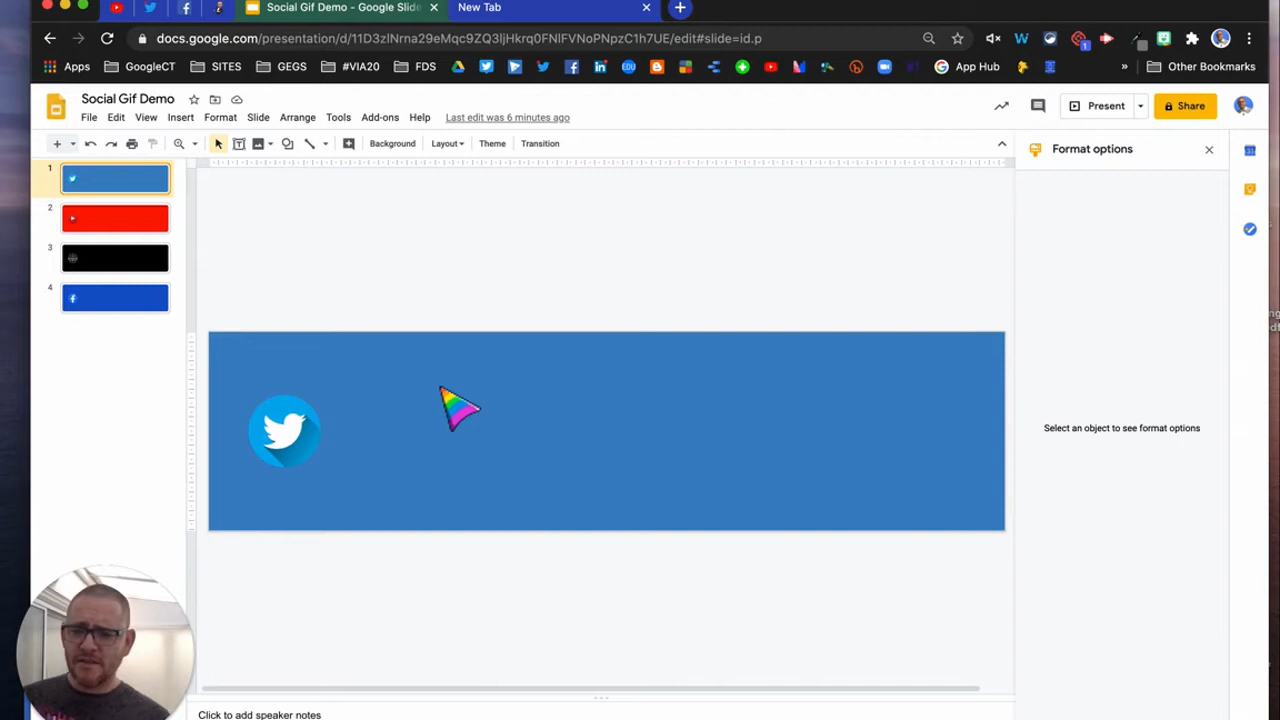 Social Gif Demo - Google Slide
New Tab
docs.google.com/presentation/d/11D3zlNrna29eMqc9ZQ3ljHkrq0FNlFVNoPNpzC1h7UE/edit#slide=id.p
Apps
GoogleCT
SITES
GEGS
#VIA20
FDS
App Hub
Other Bookmarks
Social Gif Demo
File Edit View Insert Format Slide Arrange Tools Add-ons Help Last edit was 6 minutes ago
Present
Share
Background Layout Theme Transition
Format options
1
2
3
4
Select an object to see format options
Click to add speaker notes